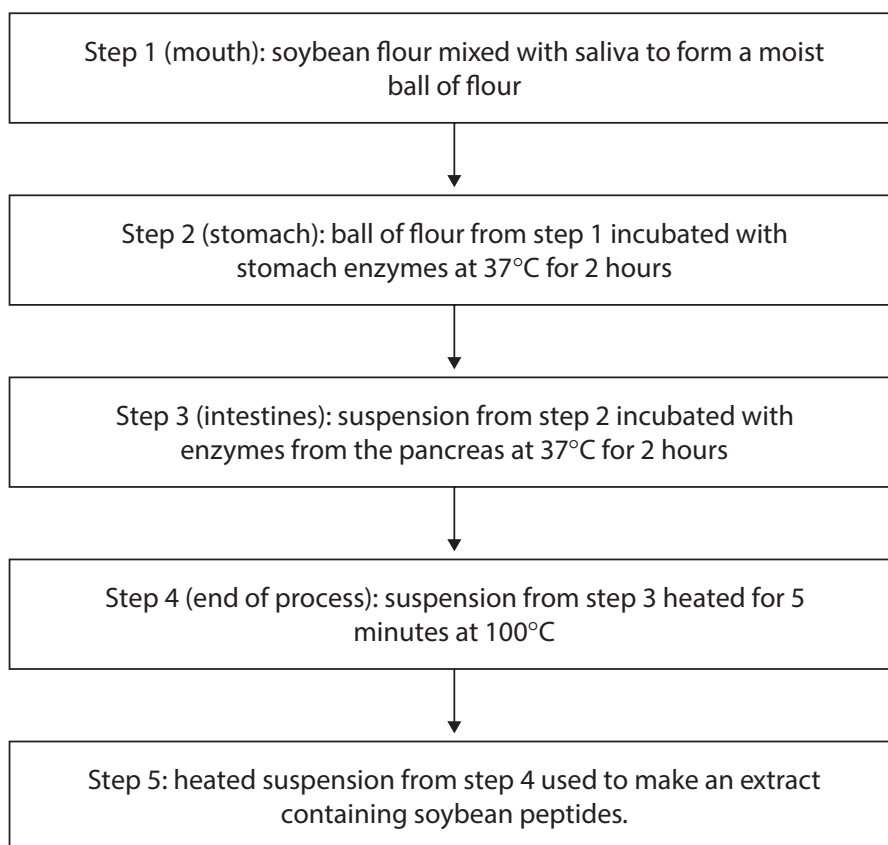 Step 1 (mouth): soybean flour mixed with saliva to form a moist
ball of flour
Step 2 (stomach): ball of flour from step 1 incubated with
stomach enzymes at 37°C for 2 hours
Step 3 (intestines): suspension from step 2 incubated with
enzymes from the pancreas at 37°C for 2 hours
Step 4 (end of process): suspension from step 3 heated for 5
minutes at 100°C
Step 5: heated suspension from step 4 used to make an extract
containing soybean peptides.